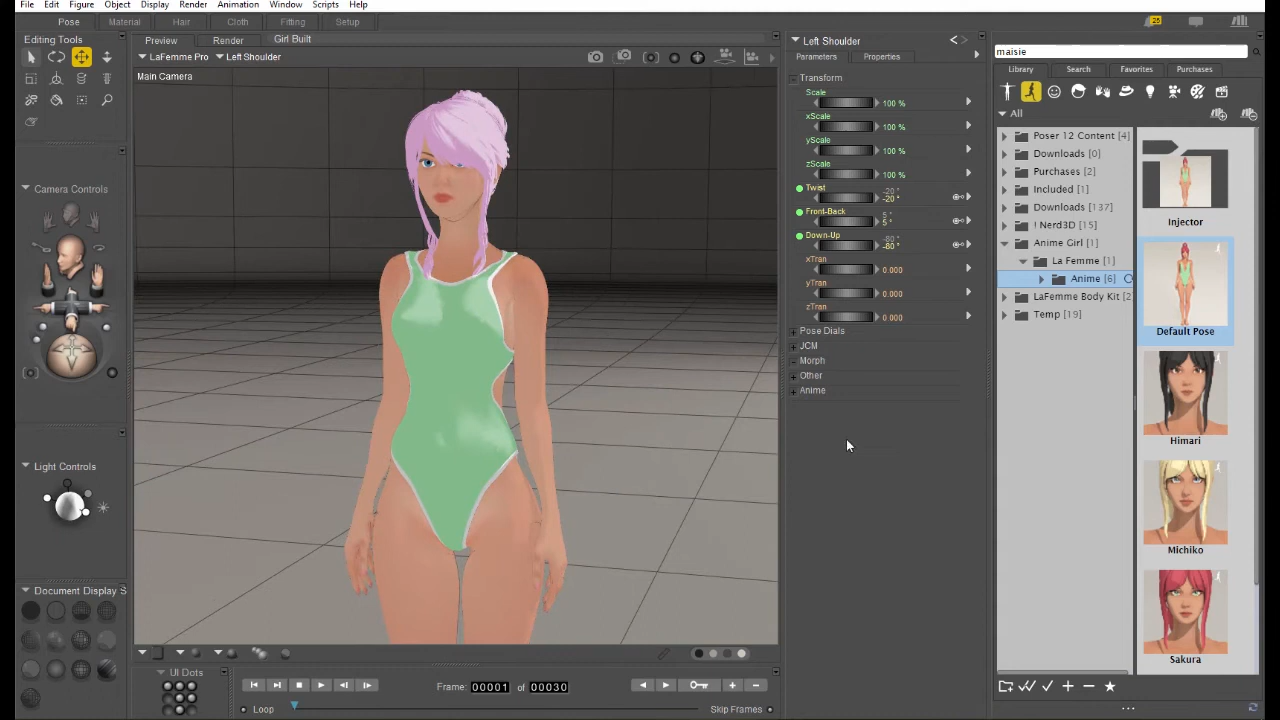 File Edit Figure Object Display Render Animation Window Scripts Help
Pose Material Hair Cloth Fitting Setup
25
Editing Tools
Camera Controls
Light Controls
Document Display S
Preview Render Girl Built
LaFemme Pro Left Shoulder
Main Camera
UI Dots
Loop
Frame: 00001 of 00030
Skip Frames
Left Shoulder
Parameters Properties
Transform
Scale
100 %
xScale
100 %
yScale
100 %
zScale
100 %
Twist
-20 °
-20 °
Front-Back
5 °
5 °
Down-Up
-80 °
-80 °
xTran
0.000
yTran
0.000
zTran
0.000
Pose Dials
JCM
Morph
Other
Anime
maisie
Library Search Favorites Purchases
All
Poser 12 Content [4]
Downloads [0]
Purchases [2]
Included [1]
Downloads [137]
! Nerd3D [15]
Anime Girl [1]
La Femme [1]
Anime [6]
LaFemme Body Kit [2
Temp [19]
Injector
Default Pose
Himari
Michiko
Sakura